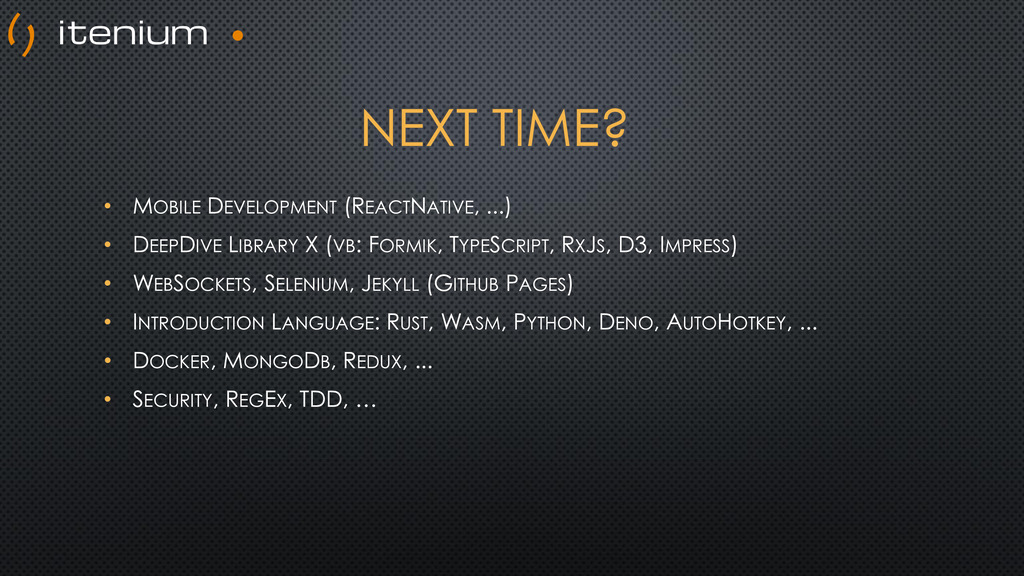 itenium
NEXT TIME?
• Mobile Development (ReactNative, ...)
• DeepDive Library X (vb: Formik, TypeScript, RxJs, D3, Impress)
• WebSockets, Selenium, Jekyll (Github Pages)
• Introduction Language: Rust, Wasm, Python, Deno, AutoHotkey, ...
• Docker, MongoDb, Redux, ...
• Security, RegEx, TDD, …